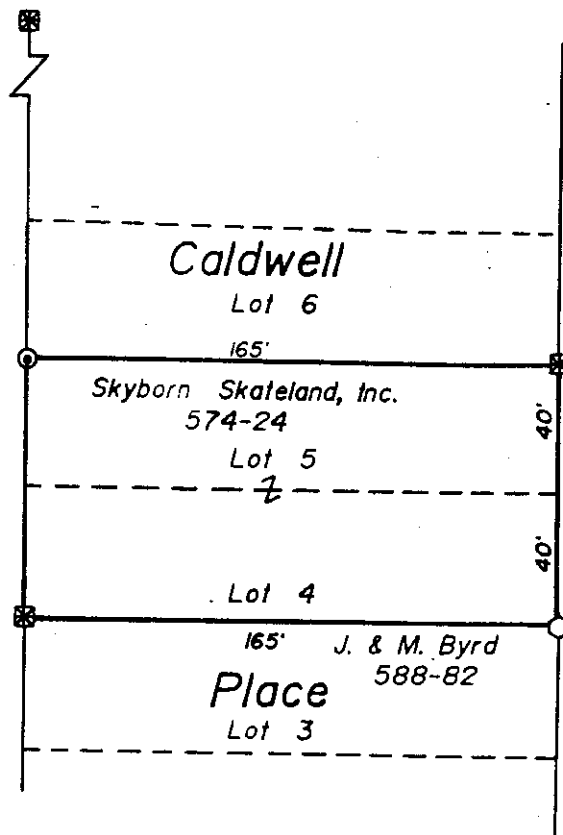 Caldwell
Lot 6
165'
Skyborn Skateland, Inc.
574-24
40'
Lot 5
40'
Lot 4
165'
J. & M. Byrd
588-82
Place
Lot 3